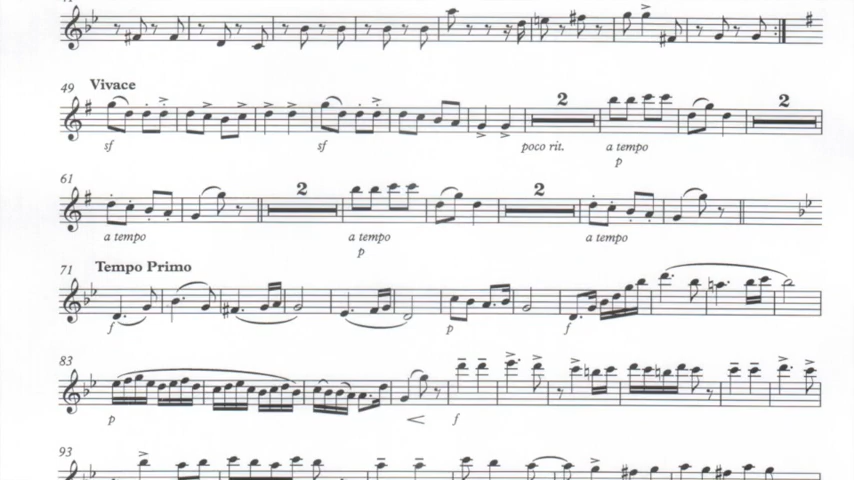 49 Vivace
2 2
sf sf poco rit. a tempo
p
61
2 2
a tempo a tempo a tempo
p
71 Tempo Primo
f p f
83
p f
93